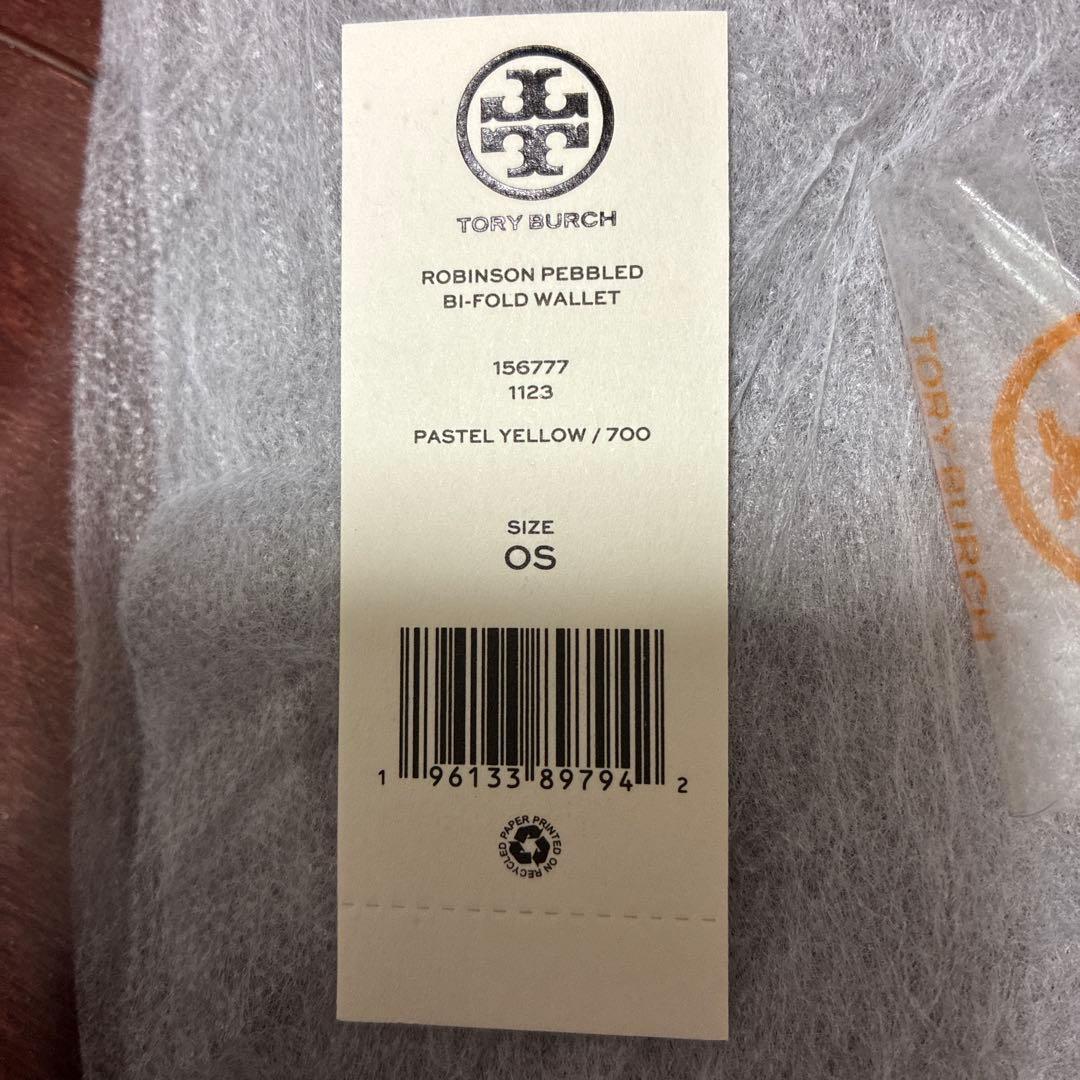 TORY BURCH
ROBINSON PEBBLED
BI-FOLD WALLET
156777
1123
PASTEL YELLOW / 700
SIZE
OS
1 96133 89794 2
PAPER PRINTED ON RECYCLED
TORY BURCH